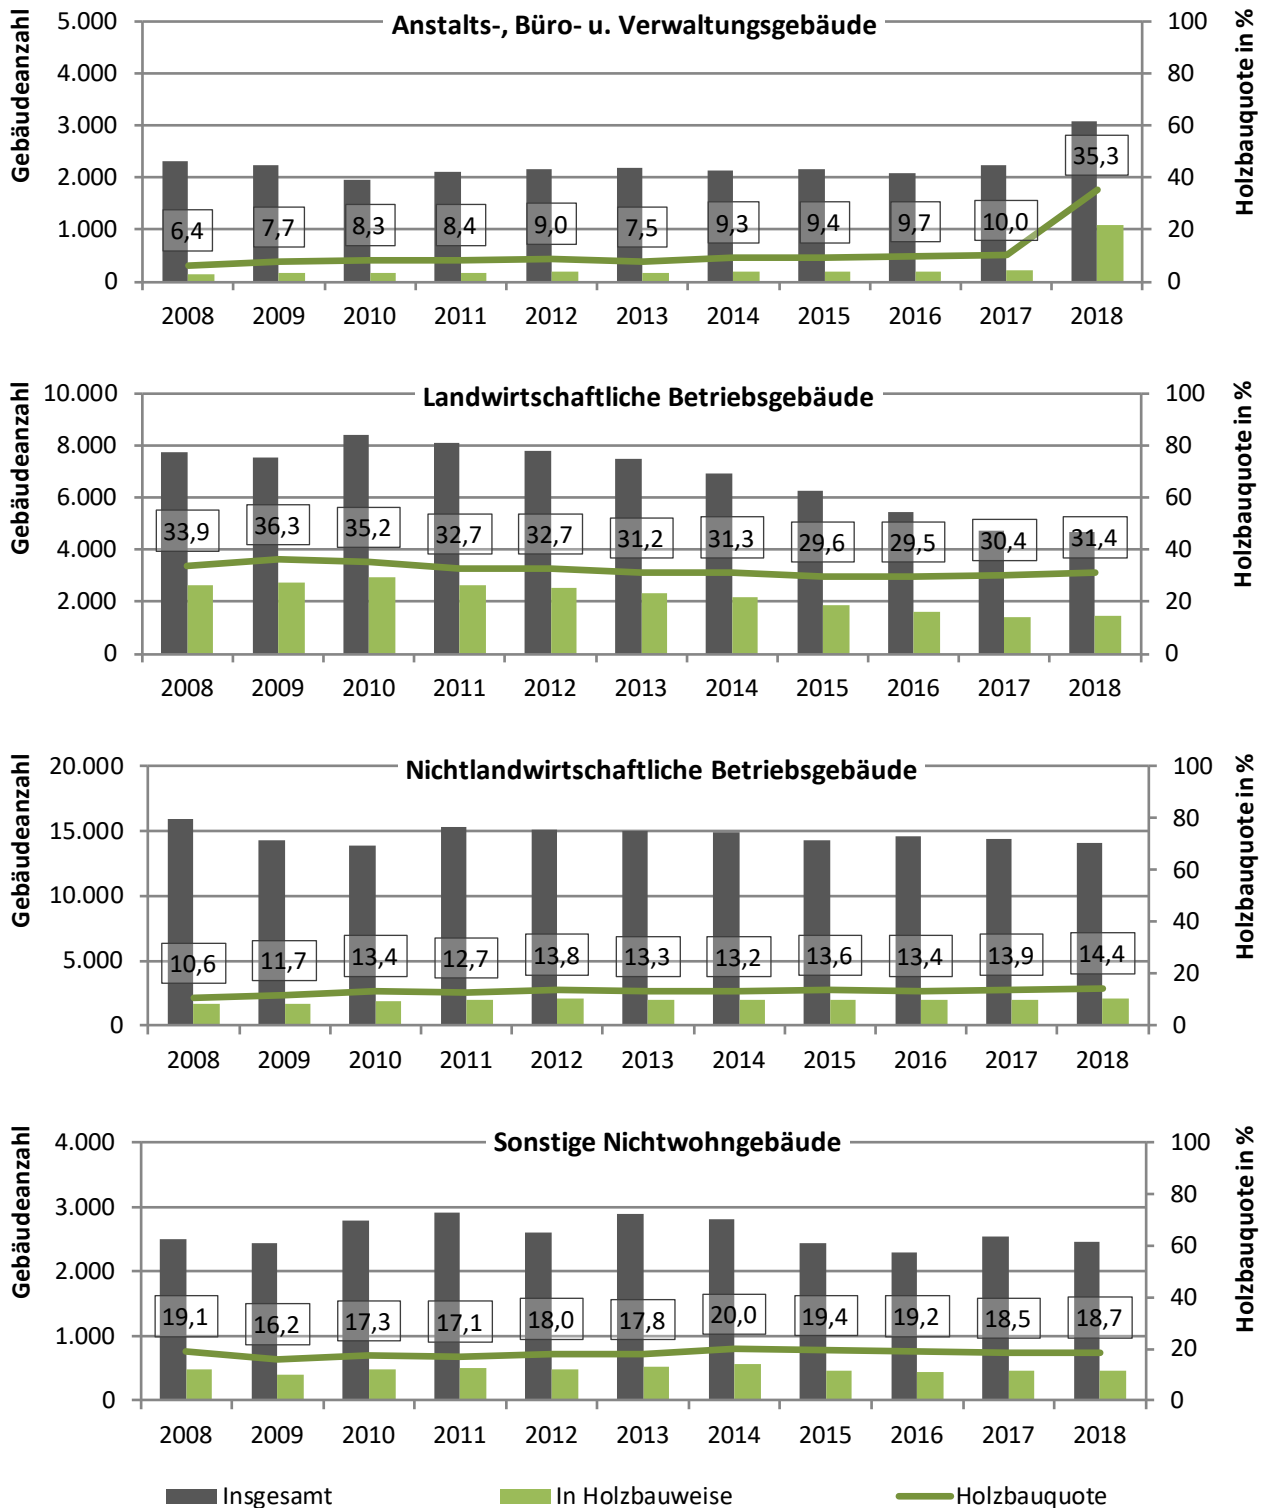 Anstalts-, Büro- u. Verwaltungsgebäude
Gebäudeanzahl
Holzbauquote in %
5.000 100
4.000 80
3.000 60
2.000 40
1.000 20
0 0
6,4 7,7 8,3 8,4 9,0 7,5 9,3 9,4 9,7 10,0 35,3
2008 2009 2010 2011 2012 2013 2014 2015 2016 2017 2018
Landwirtschaftliche Betriebsgebäude
Gebäudeanzahl
Holzbauquote in %
10.000 100
8.000 80
6.000 60
4.000 40
2.000 20
0 0
33,9 36,3 35,2 32,7 32,7 31,2 31,3 29,6 29,5 30,4 31,4
2008 2009 2010 2011 2012 2013 2014 2015 2016 2017 2018
Nichtlandwirtschaftliche Betriebsgebäude
Gebäudeanzahl
Holzbauquote in %
20.000 100
15.000 80
10.000 60
5.000 40
0 20
0
10,6 11,7 13,4 12,7 13,8 13,3 13,2 13,6 13,4 13,9 14,4
2008 2009 2010 2011 2012 2013 2014 2015 2016 2017 2018
Sonstige Nichtwohngebäude
Gebäudeanzahl
Holzbauquote in %
4.000 100
3.000 80
2.000 60
1.000 40
0 20
0
19,1 16,2 17,3 17,1 18,0 17,8 20,0 19,4 19,2 18,5 18,7
2008 2009 2010 2011 2012 2013 2014 2015 2016 2017 2018
Insgesamt In Holzbauweise Holzbauquote